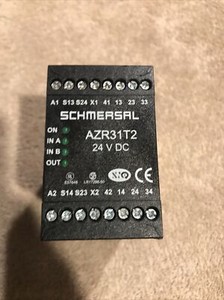 A1 S13 S24 X1 41 13 23 33
SCHMERSAL
ON
AZR31T2
IN A
24 V DC
IN B
OUT
A2 S14 S23 X2 42 14 24 34